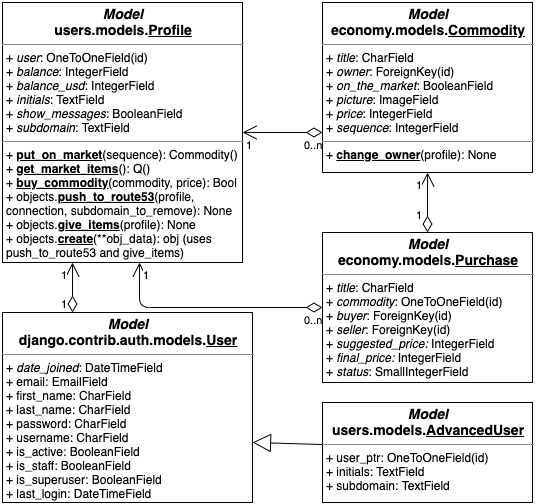 Model
users.models.Profile
+ user: OneToOneField(id)
+ balance: IntegerField
+ balance_usd: IntegerField
+ initials: TextField
+ show_messages: BooleanField
+ subdomain: TextField
+ put_on_market(sequence): Commodity()
+ get_market_items(): Q()
+ buy_commodity(commodity, price): Bool
+ objects.push_to_route53(profile,
connection, subdomain_to_remove): None
+ objects.give_items(profile): None
+ objects.create(**obj_data): obj (uses
push_to_route53 and give_items)
Model
economy.models.Commodity
+ title: CharField
+ owner: ForeignKey(id)
+ on_the_market: BooleanField
+ picture: ImageField
+ price: IntegerField
+ sequence: IntegerField
+ change_owner(profile): None
1
0..n
1
1
Model
economy.models.Purchase
+ title: CharField
+ commodity: OneToOneField(id)
+ buyer: ForeignKey(id)
+ seller: ForeignKey(id)
+ suggested_price: IntegerField
+ final_price: IntegerField
+ status: SmallIntegerField
1
1
1
0..n
Model
django.contrib.auth.models.User
+ date_joined: DateTimeField
+ email: EmailField
+ first_name: CharField
+ last_name: CharField
+ password: CharField
+ username: CharField
+ is_active: BooleanField
+ is_staff: BooleanField
+ is_superuser: BooleanField
+ last_login: DateTimeField
Model
users.models.AdvancedUser
+ user_ptr: OneToOneField(id)
+ initials: TextField
+ subdomain: TextField